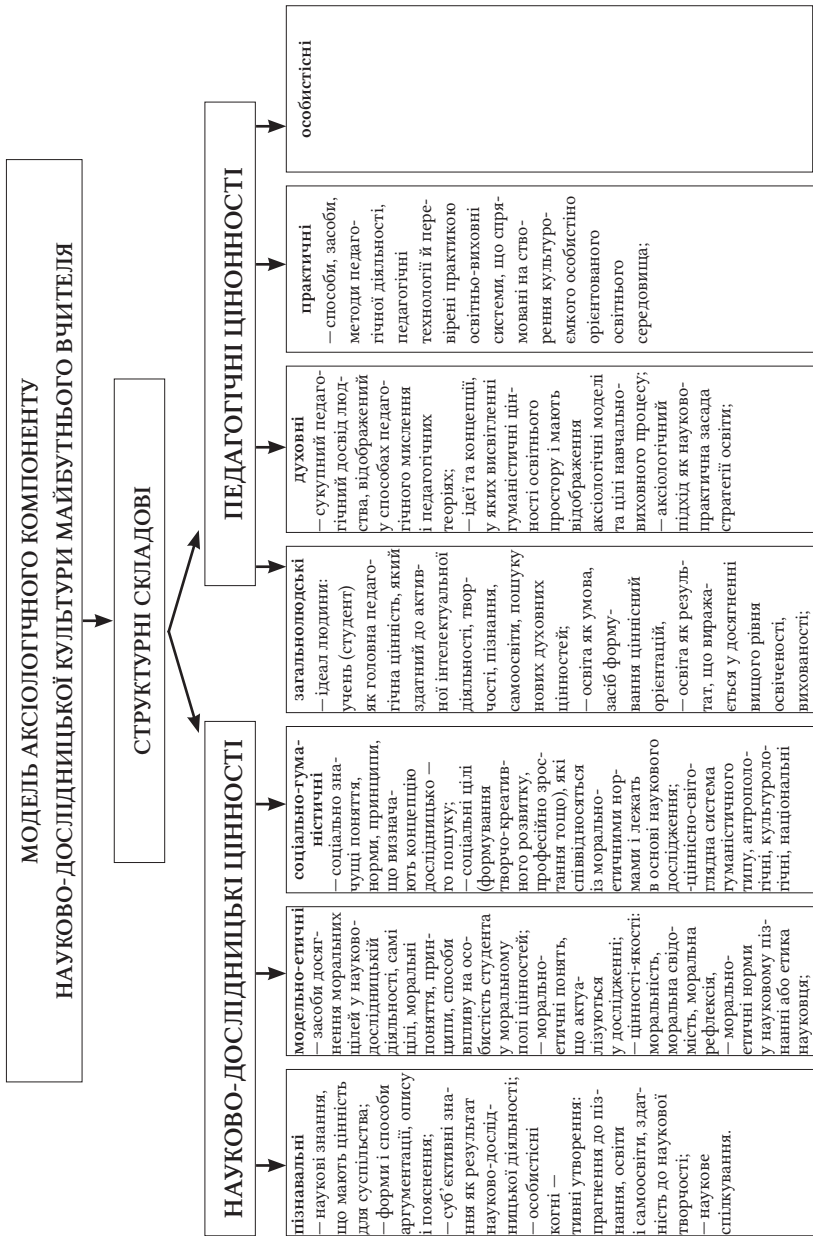 МОДЕЛЬ АКСІОЛОГІЧНОГО КОМПОНЕНТУ
НАУКОВО-ДОСЛІДНИЦЬКОЇ КУЛЬТУРИ МАЙБУТНЬОГО ВЧИТЕЛЯ
СТРУКТУРНІ СКЛАДОВІ
НАУКОВО-ДОСЛІДНИЦЬКІ ЦІННОСТІ
ПЕДАГОГІЧНІ ЦІНОННОСТІ
пізнавальні
— наукові знання,
що мають цінність
для суспільства;
— форми і способи
аргументації, опису
і пояснення;
— суб’єктивні зна-
ння як результат
науково-дослід-
ницької діяльності;
— особистісні
когні —
тивні утворення:
прагнення до піз-
нання, освіти
і самоосвіти, здат-
ність до наукової
творчості;
— наукове
спілкування.
модельно-етичні
— засоби досяг-
нення моральних
цілей у науково-
дослідницькій
діяльності, самі
цілі, моральні
поняття, прин-
ципи, способи
впливу на осо-
бистість студента
у моральному
полі цінностей;
— морально-
етичні понять,
що актуа-
лізуються
у дослідженні;
— цінності-якості:
моральність,
моральна свідо-
мість, моральна
рефлексія,
— морально-
етичні норми
у науковому піз-
нанні або етика
науковця;
соціально-гума-
ністичні
— соціально зна-
чущі поняття,
норми, принципи,
що визнача-
ють концепцію
дослідницько —
го пошуку;
— соціальні цілі
(формування
творчо-креатив-
ного розвитку,
професійно зрос-
тання тощо), які
співвідносяться
із морально-
етичними нор-
мами і лежать
в основі наукового
дослідження;
-ціннісно-світо-
глядна система
гуманістичного
типу, антрополо-
гічні, культуроло-
гічні, національні
загальнолюдські
— ідеал людини:
учень (студент)
як головна педаго-
гічна цінність, який
здатний до актив-
ної інтелектуальної
діяльності, твор-
чості, пізнання,
самоосвіти, пошуку
нових духовних
цінностей;
— освіта як умова,
засіб форму-
вання ціннісний
орієнтацій,
— освіта як резуль-
тат, що виража-
ється у досягненні
вищого рівня
освіченості,
вихованості;
духовні
— сукупний педаго-
гічний досвід люд-
ства, відображений
у способах педаго-
гічного мислення
і педагогічних
теоріях;
— ідеї та концепції,
у яких висвітленні
гуманістичні цін-
ності освітнього
простору і мають
відображення
аксіологічні моделі
та цілі навчально-
виховного процесу;
— аксіологічний
підхід як науково-
практична засада
стратегії освіти;
практичні
— способи, засоби,
методи педаго-
гічної діяльності,
педагогічні
технології й пере-
вірені практикою
освітньо-виховні
системи, що спря-
мовані на ство-
рення культуро-
ємкого особистіно
орієнтованого
освітнього
середовища;
особистісні